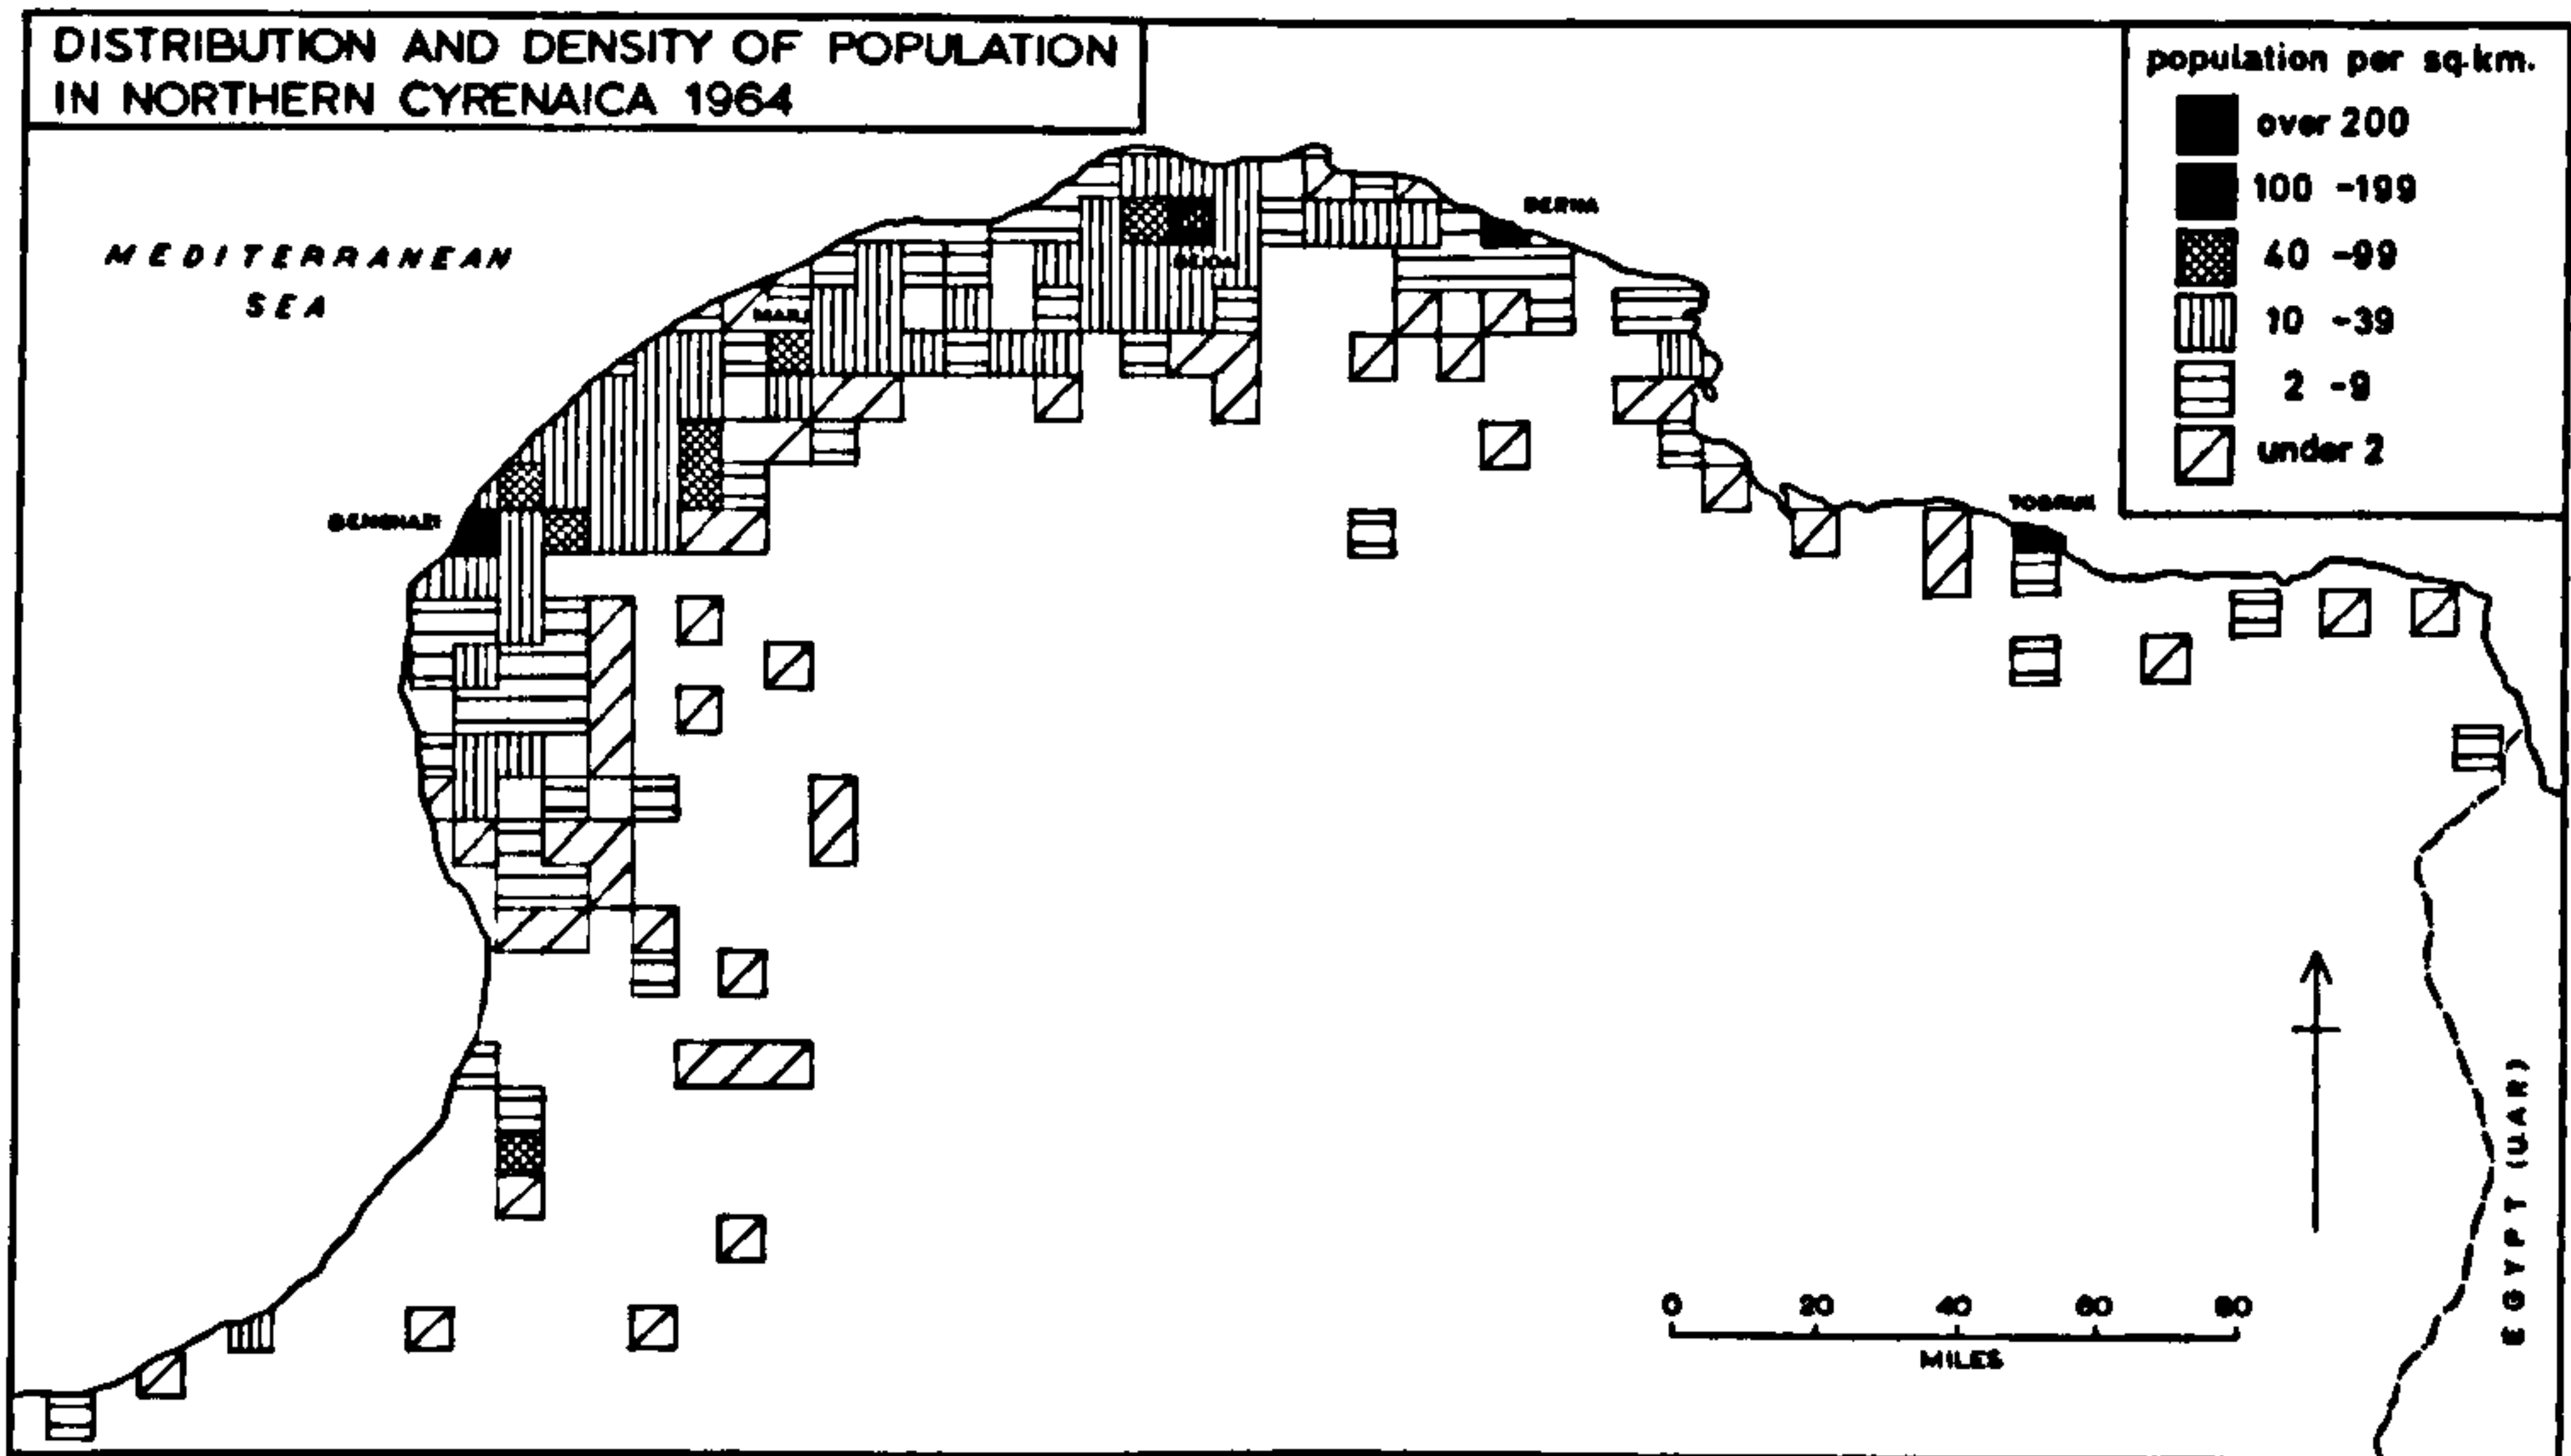 DISTRIBUTION AND DENSITY OF POPULATION
IN NORTHERN CYRENAICA 1964
population per sq.km.
over 200
100 -199
40 -99
10 -39
2 -9
under 2
MEDITERRANEAN
SEA
DERNA
MARJ
BENGHAZI
TOBRUK
EGYPT (UAR)
0 20 40 60 80
MILES